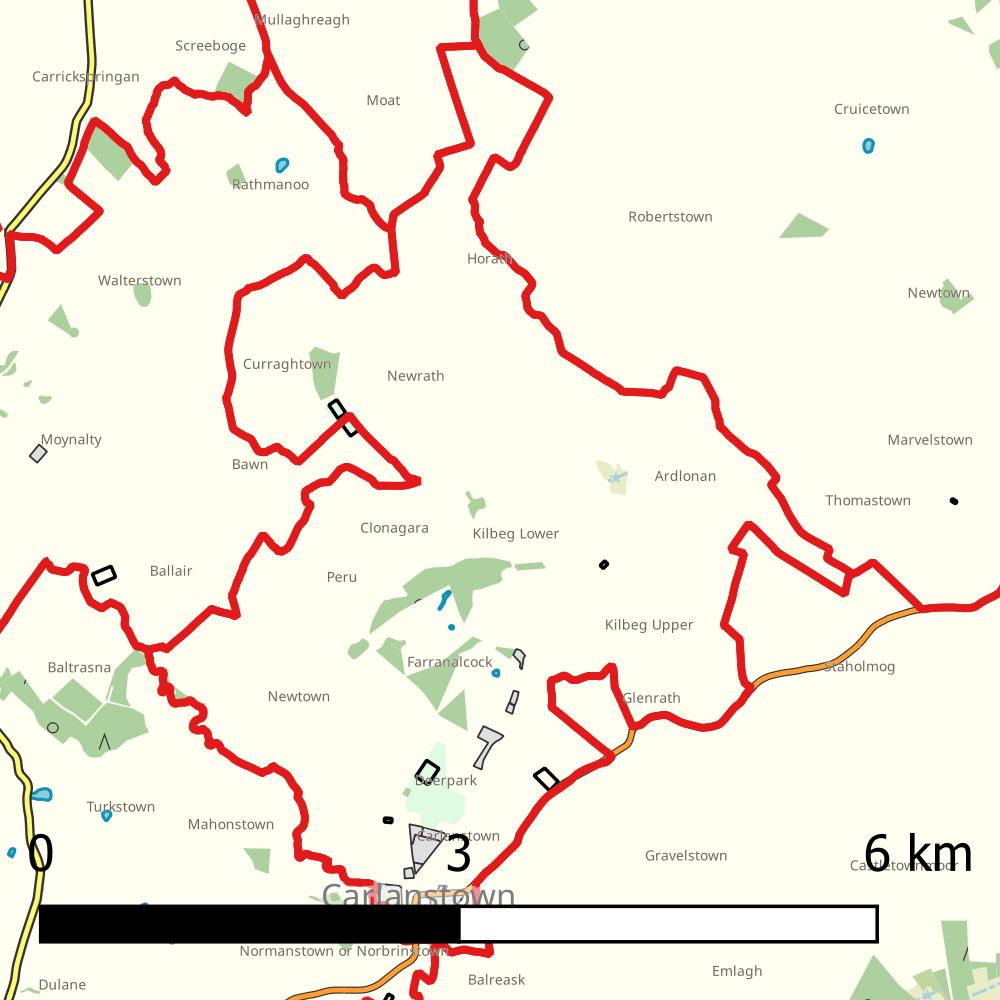 Mullaghreagh
Screeboge
Carrickspringan
Moat
Cruicetown
Rathmanoo
Robertstown
Horath
Walterstown
Newtown
Curraghtown
Newrath
Moynalty
Marvelstown
Bawn
Ardlonan
Thomastown
Clonagara
Kilbeg Lower
Ballair
Peru
Kilbeg Upper
Farranalcock
Baltrasna
Staholmog
Newtown
Glenrath
Deerpark
Turkstown
Mahonstown
Carlanstown
Gravelstown
Castletownmoor
0 3 6 km
Carlanstown
Normanstown or Norbrinstown
Emlagh
Balreask
Dulane